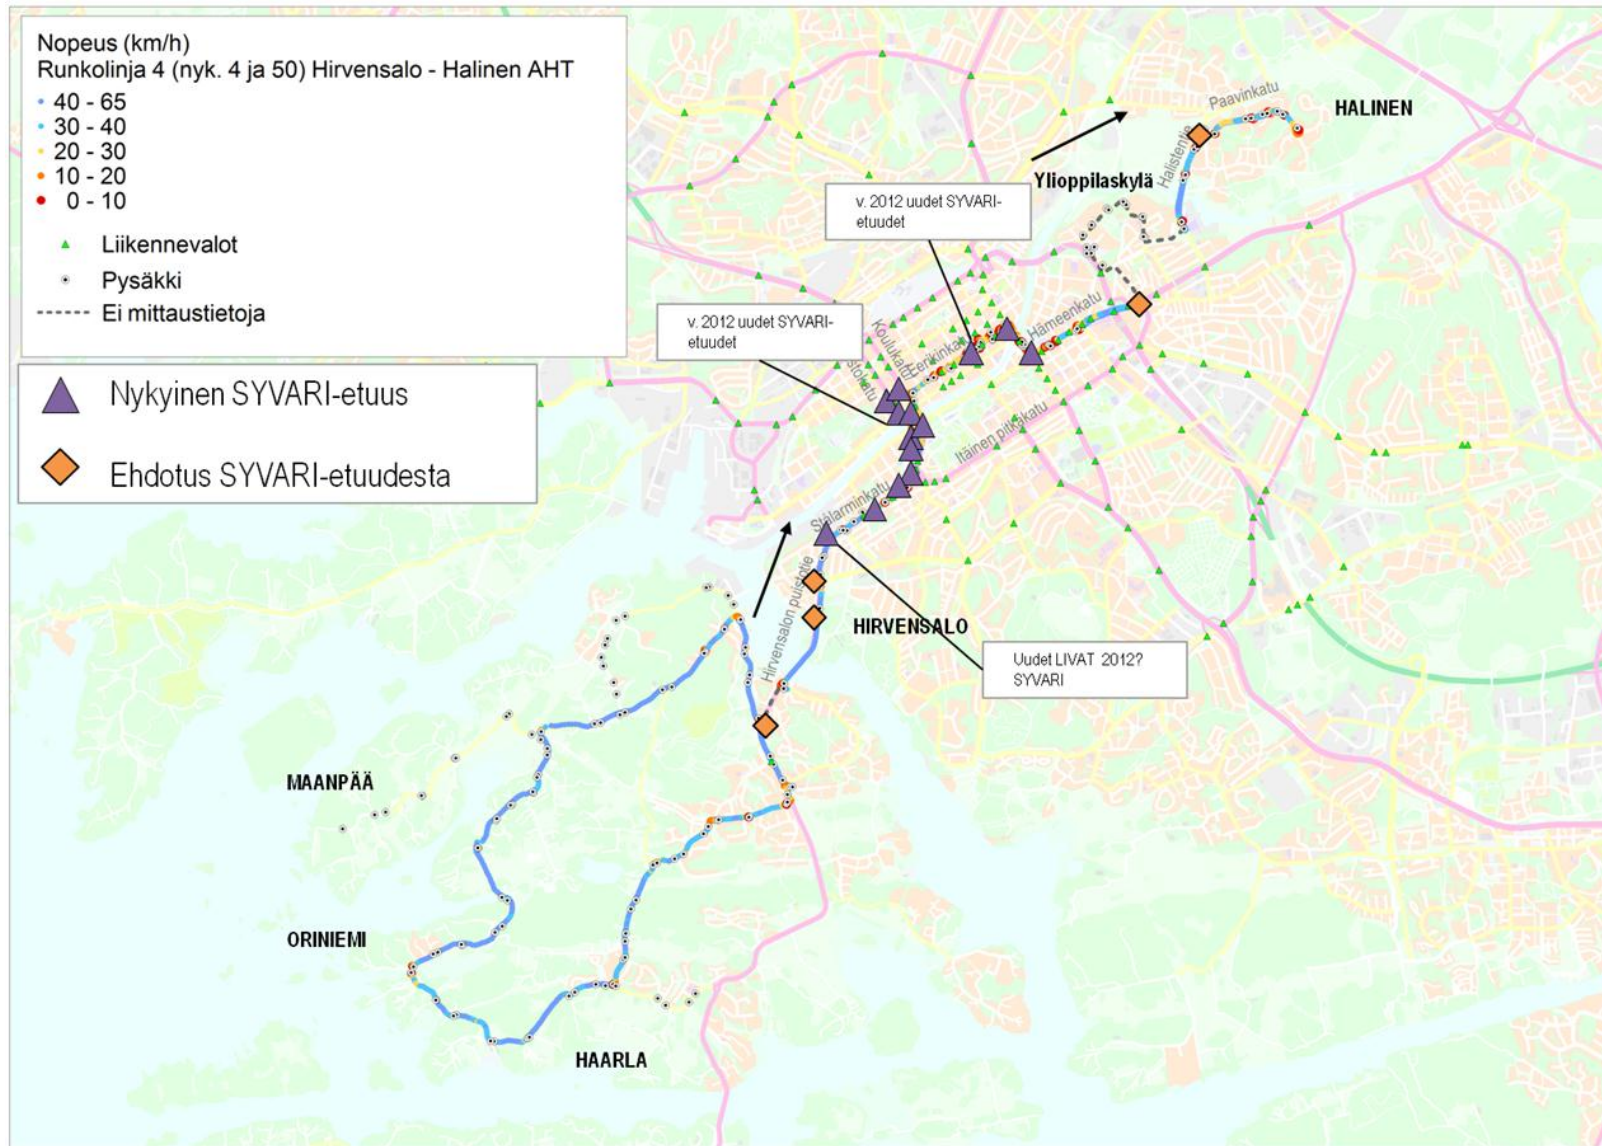 Nopeus (km/h)
Runkolinja 4 (nyk. 4 ja 50) Hirvensalo - Halinen AHT
40 - 65
30 - 40
20 - 30
10 - 20
0 - 10
Liikennevalot
Pysäkki
Ei mittaustietoja
Nykyinen SYVARI-etuus
Ehdotus SYVARI-etuudesta
Paavinkatu
HALINEN
Halistentie
Ylioppilaskylä
v. 2012 uudet SYVARI-
etuudet
v. 2012 uudet SYVARI-
etuudet
Hämeenkatu
Koulukatu
Eerikinkatu
Itäinen pitkäkatu
Stålarminkatu
Hirvensalon puistotie
HIRVENSALO
Uudet LIVAT 2012?
SYVARI
MAANPÄÄ
ORINIEMI
HAARLA